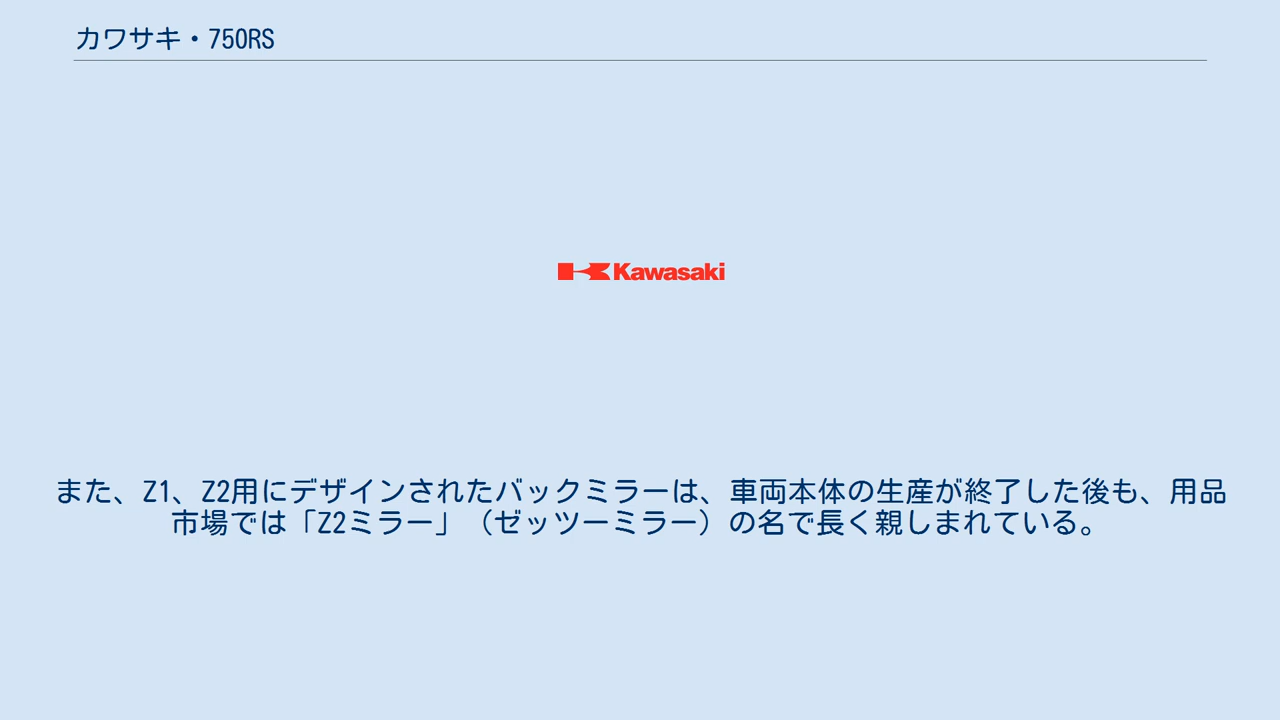 カワサキ・750RS
Kawasaki
また、Z1、Z2用にデザインされたバックミラーは、車両本体の生産が終了した後も、用品
市場では「Z2ミラー」（ゼッツーミラー）の名で長く親しまれている。